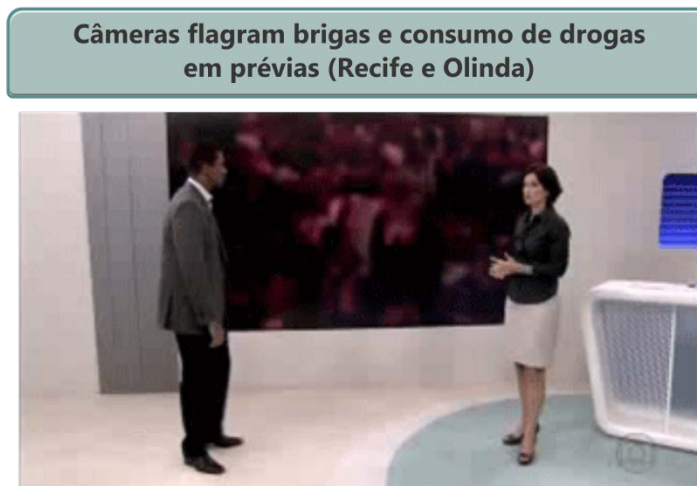 Câmeras flagram brigas e consumo de drogas
em prévias (Recife e Olinda)